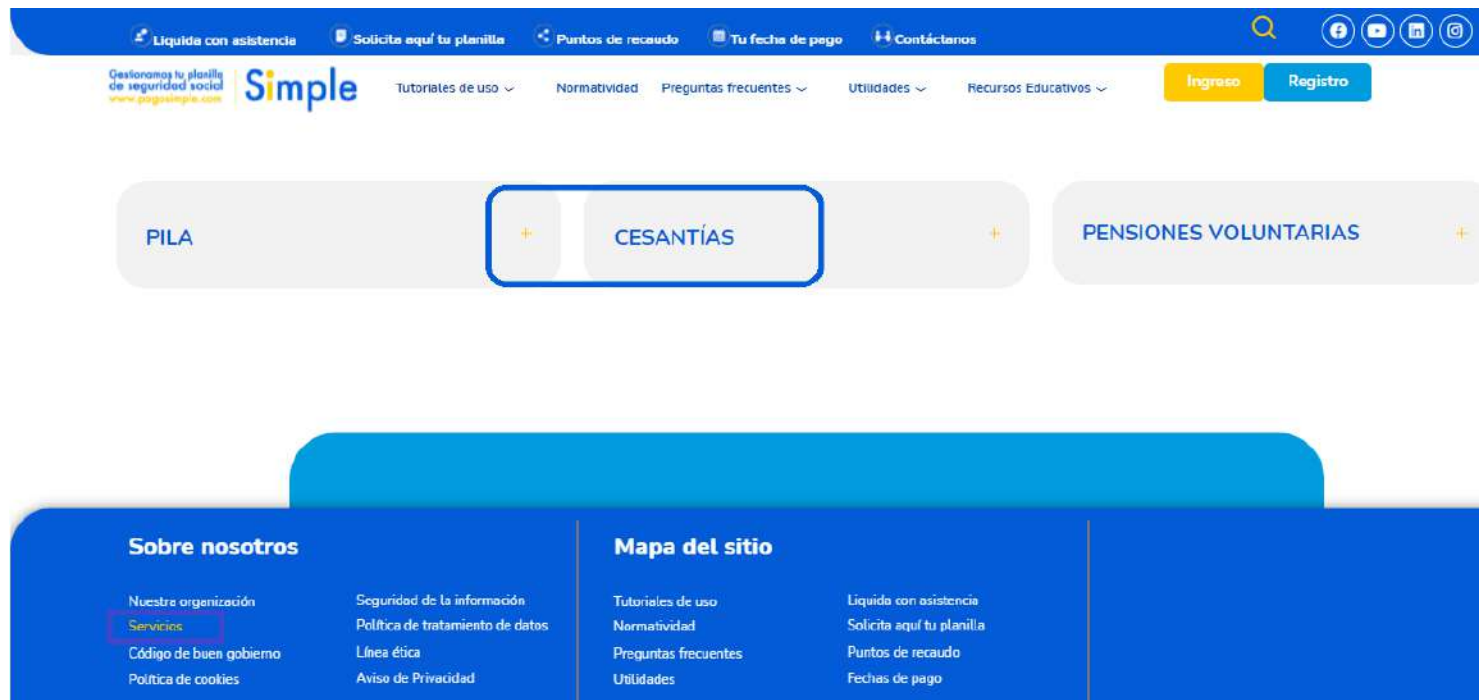 Liquida con asistencia
Solicita aquí tu planilla
Puntos de recaudo
Tu fecha de pago
Contáctanos
Gestionamos tu planilla
de seguridad social
www.pagosimple.com
Simple
Tutoriales de uso
Normatividad
Preguntas frecuentes
Utilidades
Recursos Educativos
Ingreso
Registro
PILA +
CESANTÍAS +
PENSIONES VOLUNTARIAS +
Sobre nosotros
Nuestra organización
Servicios
Código de buen gobierno
Política de cookies
Seguridad de la información
Política de tratamiento de datos
Línea ética
Aviso de Privacidad
Mapa del sitio
Tutoriales de uso
Normatividad
Preguntas frecuentes
Utilidades
Liquida con asistencia
Solicita aquí tu planilla
Puntos de recaudo
Fechas de pago